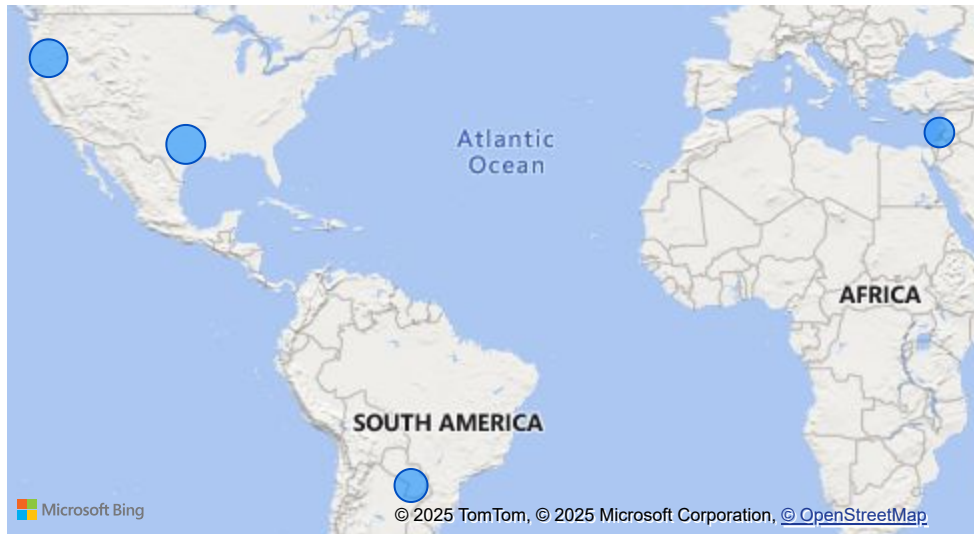 Atlantic
Ocean
AFRICA
SOUTH AMERICA
Microsoft Bing
© 2025 TomTom, © 2025 Microsoft Corporation, © OpenStreetMap